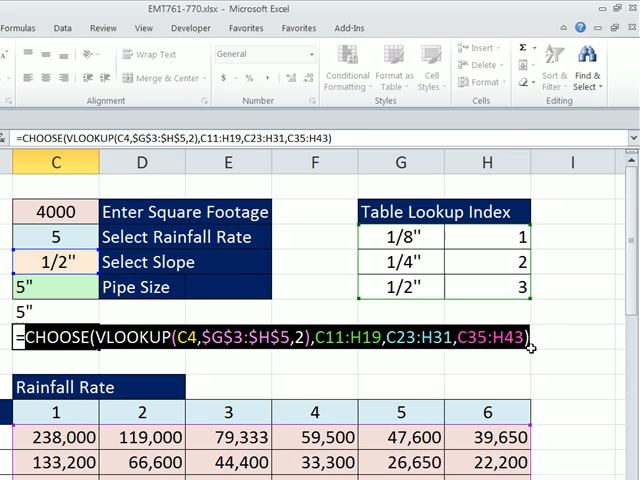 EMT761-770.xlsx - Microsoft Excel
Formulas Data Review View Developer Add-Ins
Wrap Text General Insert Σ
Merge & Center $ % , Conditional Formatting Format as Table Cell Styles Delete Format Sort & Filter Find & Select
Alignment Number Styles Cells Editing
=CHOOSE(VLOOKUP(C4,$G$3:$H$5,2),C11:H19,C23:H31,C35:H43)
C D E F G H I
4000 Enter Square Footage Table Lookup Index
5 Select Rainfall Rate 1/8" 1
1/2" Select Slope 1/4" 2
5" Pipe Size 1/2" 3
5"
=CHOOSE(VLOOKUP(C4,$G$3:$H$5,2),C11:H19,C23:H31,C35:H43)
Rainfall Rate
1 2 3 4 5 6
238,000 119,000 79,333 59,500 47,600 39,650
133,200 66,600 44,400 33,300 26,650 22,200